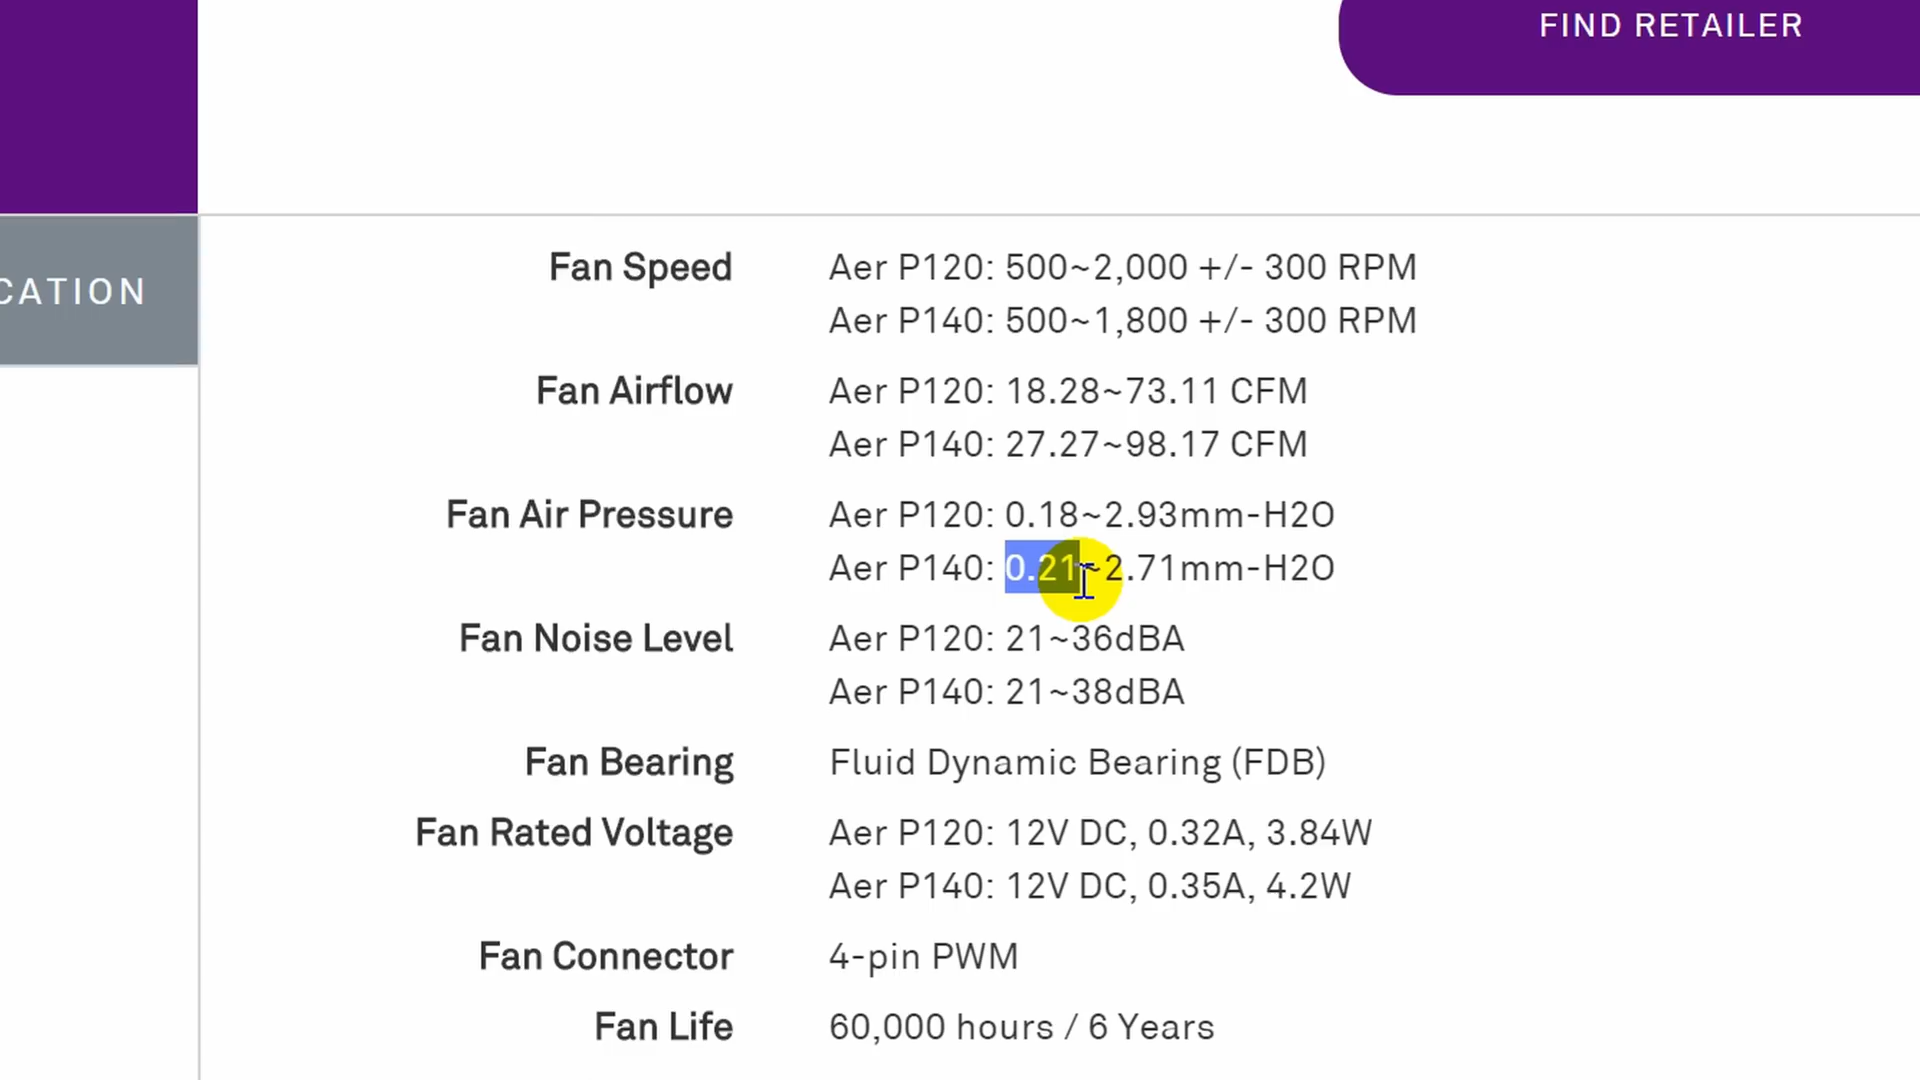 FIND RETAILER
CATION
Fan Speed
Aer P120: 500~2,000 +/- 300 RPM
Aer P140: 500~1,800 +/- 300 RPM
Fan Airflow
Aer P120: 18.28~73.11 CFM
Aer P140: 27.27~98.17 CFM
Fan Air Pressure
Aer P120: 0.18~2.93mm-H2O
Aer P140: 0.21~2.71mm-H2O
Fan Noise Level
Aer P120: 21~36dBA
Aer P140: 21~38dBA
Fan Bearing
Fluid Dynamic Bearing (FDB)
Fan Rated Voltage
Aer P120: 12V DC, 0.32A, 3.84W
Aer P140: 12V DC, 0.35A, 4.2W
Fan Connector
4-pin PWM
Fan Life
60,000 hours / 6 Years